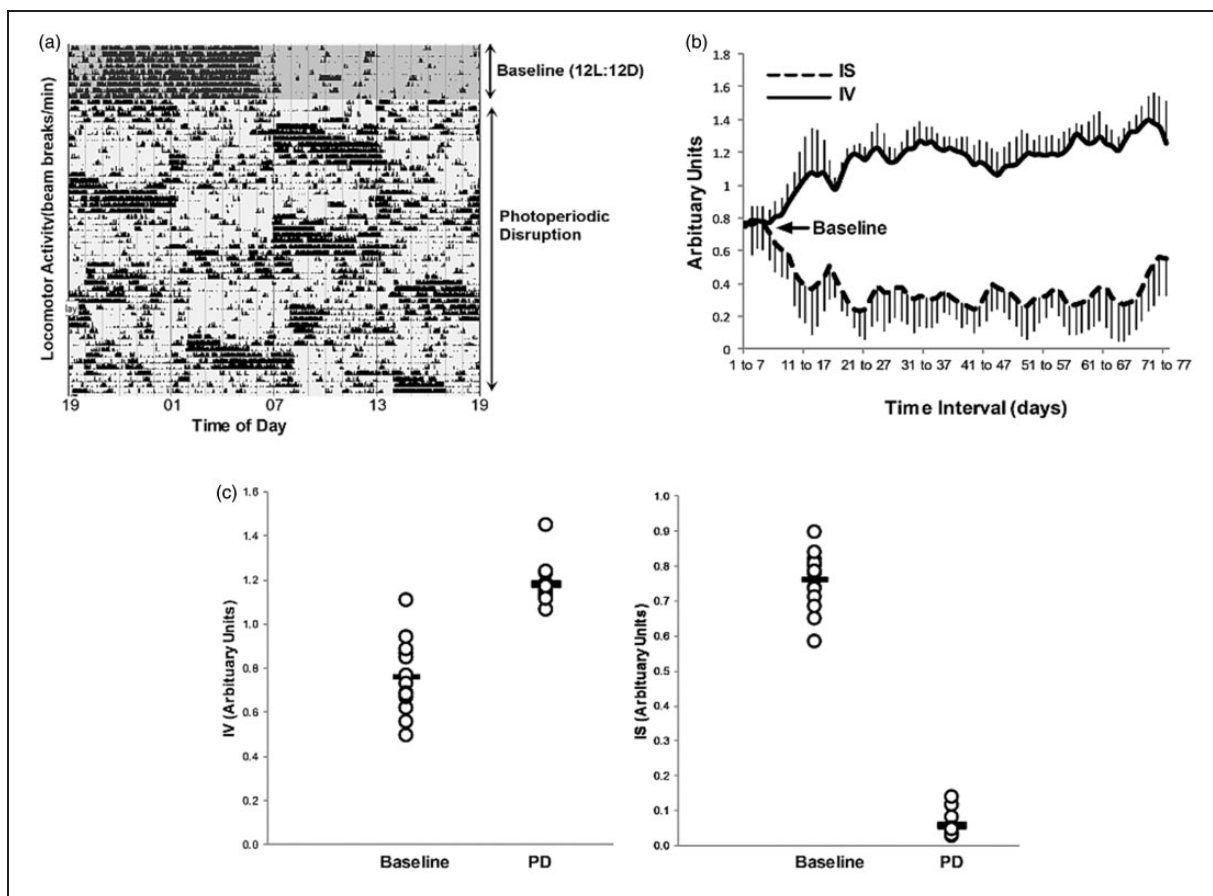 (a)
Locomotor Activity/beam breaks/min)
Baseline (12L:12D)
Photoperiodic
Disruption
lay
19 01 07 13 19
Time of Day
(b)
IS
IV
Arbituary Units
1.6
1.4
1.2
1
0.8
0.6
0.4
0.2
0
Baseline
1 to 7 11 to 17 21 to 27 31 to 37 41 to 47 51 to 57 61 to 67 71 to 77
Time Interval (days)
(c)
IV (Arbituary Units)
1.6
1.4
1.2
1.0
0.8
0.6
0.4
0.2
0.0
Baseline PD
IS (Arbituary Units)
1.0
0.9
0.8
0.7
0.6
0.5
0.4
0.3
0.2
0.1
0.0
Baseline PD